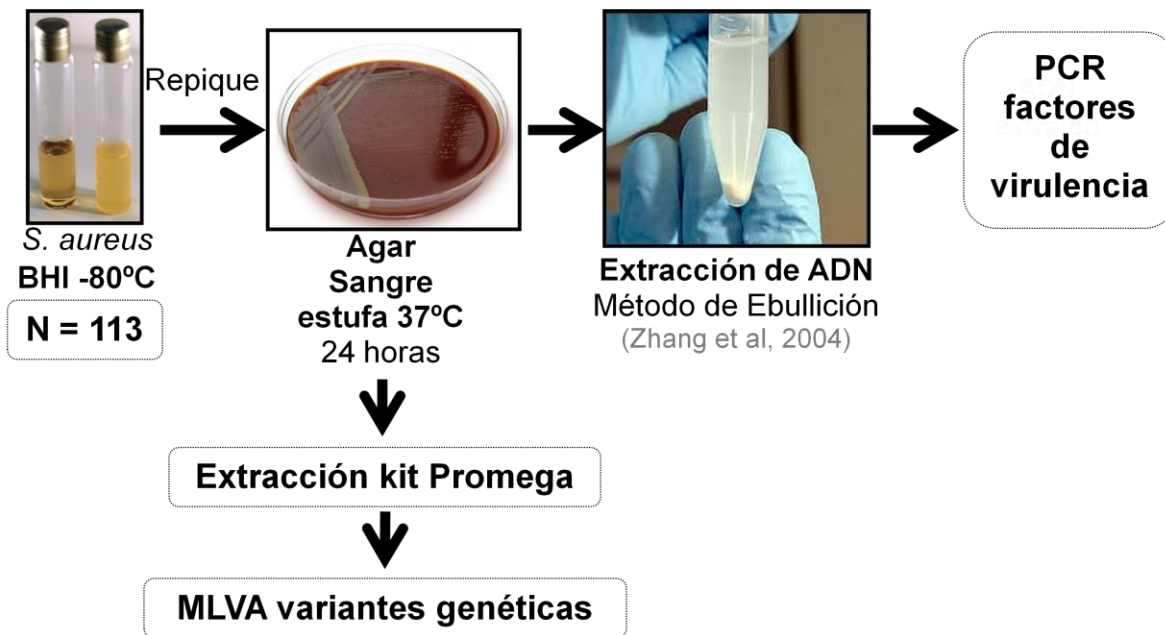 Repique
S. aureus
BHI -80ºC
N = 113
Agar
Sangre
estufa 37ºC
24 horas
Extracción de ADN
Método de Ebullición
(Zhang et al, 2004)
PCR
factores
de
virulencia
Extracción kit Promega
MLVA variantes genéticas